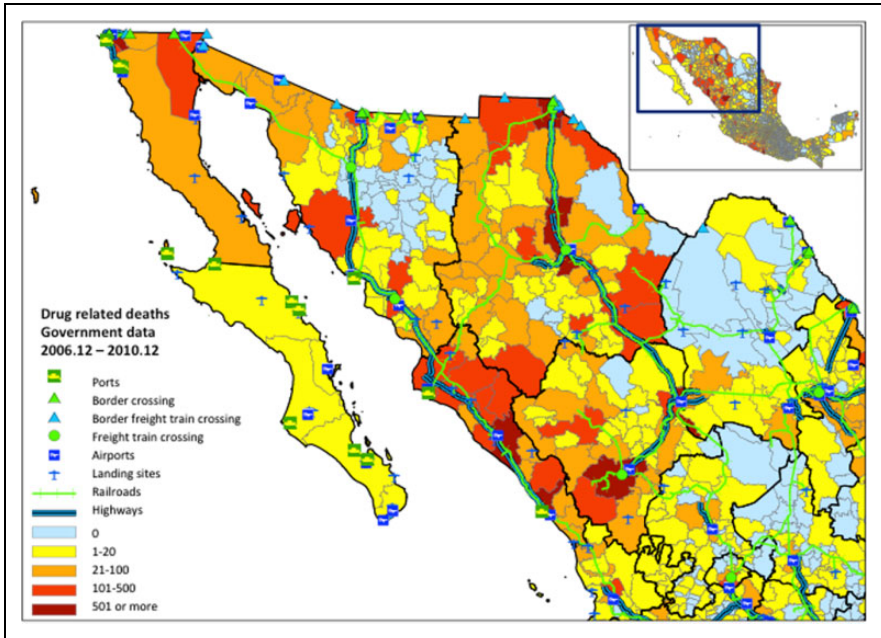 Drug related deaths
Government data
2006.12 – 2010.12
Ports
Border crossing
Border freight train crossing
Freight train crossing
Airports
Landing sites
Railroads
Highways
0
1-20
21-100
101-500
501 or more